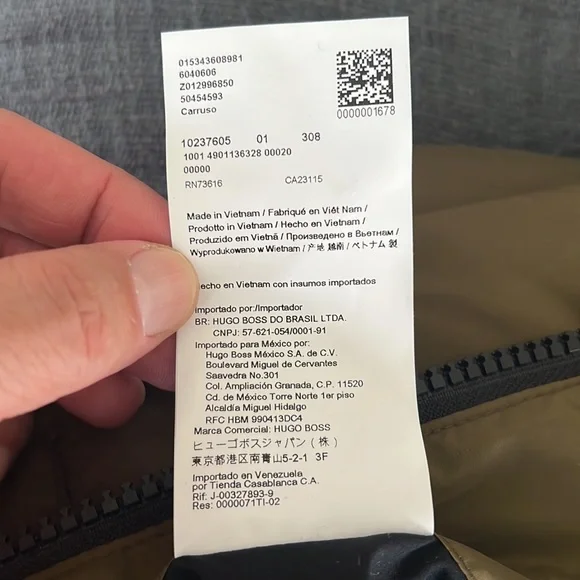 015343608981
6040606
Z012996850
50454593
Carruso
0000001678
10237605 01 308
1001 4901136328 00020
00000
RN73616 CA23115
Made in Vietnam / Fabriqué en Viêt Nam /
Prodotto in Vietnam / Hecho en Vietnam /
Produzido em Vietnã / Произведено в Вьетнам /
Wyprodukowano w Wietnam / 产地 越南 / ベトナム 製
echo en Vietnam con insumos importados
Importado por:/Importador
BR: HUGO BOSS DO BRASIL LTDA.
CNPJ: 57-621-054/0001-91
Importado para México por:
Hugo Boss México S.A. de C.V.
Boulevard Miguel de Cervantes
Saavedra No.301
Col. Ampliación Granada, C.P. 11520
Cd. de México Torre Norte 1er piso
Alcaldía Miguel Hidalgo
RFC HBM 990413DC4
Marca Comercial: HUGO BOSS
ヒューゴボスジャパン(株)
東京都港区南青山5-2-1 3F
Importado en Venezuela
por Tienda Casablanca C.A.
Rif: J-00327893-9
Res: 0000071TI-02